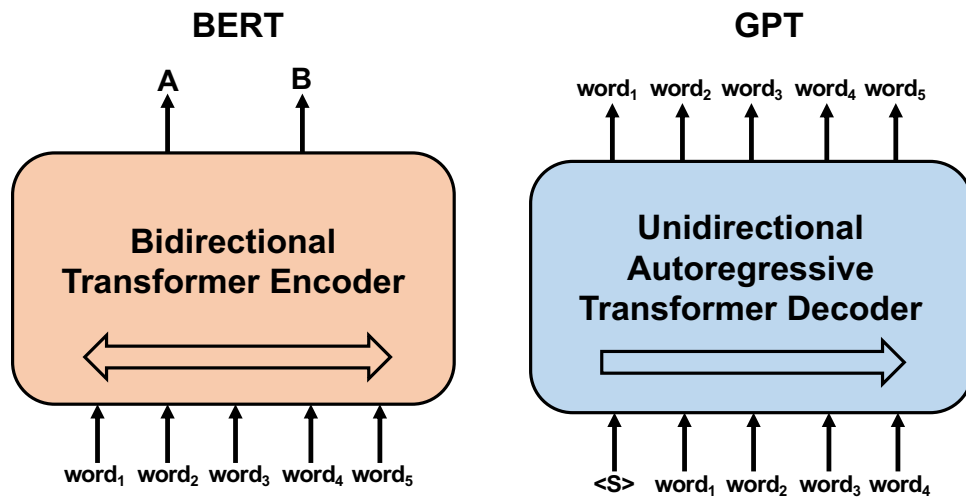 BERT
A B
Bidirectional
Transformer Encoder
word₁ word₂ word₃ word₄ word₅
GPT
word₁ word₂ word₃ word₄ word₅
Unidirectional
Autoregressive
Transformer Decoder
<S> word₁ word₂ word₃ word₄